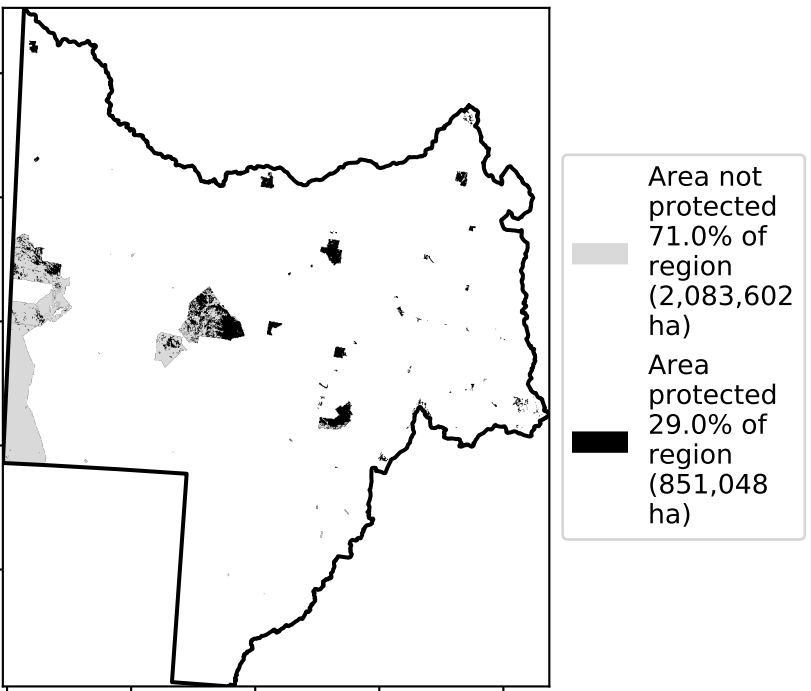 Area not
protected
71.0% of
region
(2,083,602
ha)
Area
protected
29.0% of
region
(851,048
ha)